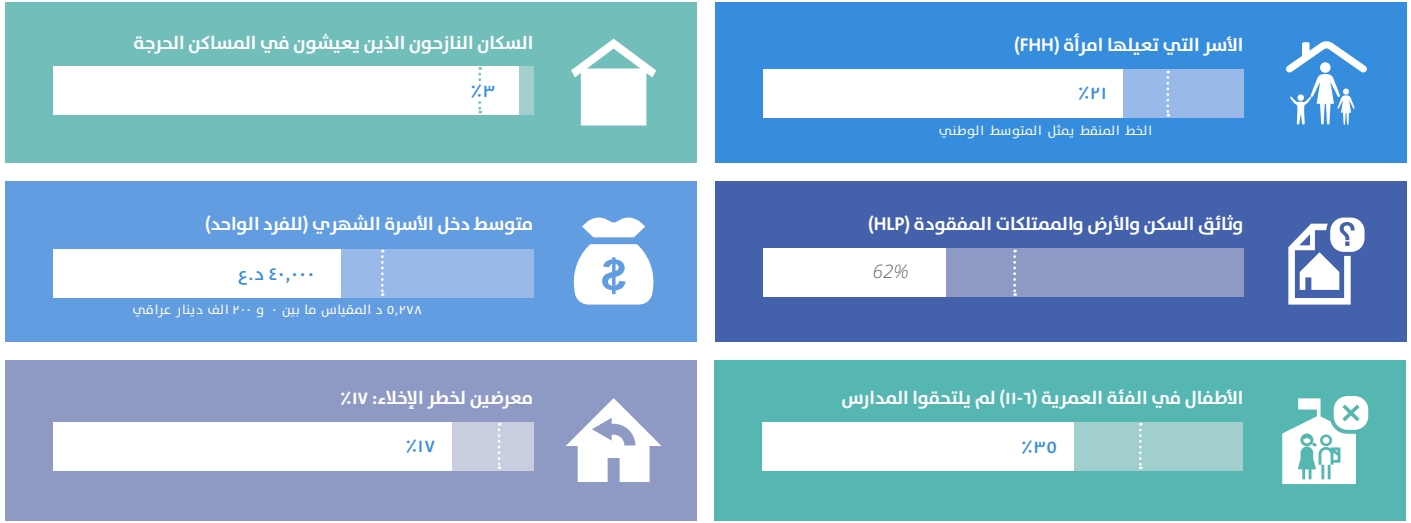 الأسر التي تعيلها امرأة (FHH)
٢١٪
الخط المنقط يمثل المتوسط الوطني
السكان النازحون الذين يعيشون في المساكن الحرجة
٣٪
وثائق السكن والأرض والممتلكات المفقودة (HLP)
62%
متوسط دخل الأسرة الشهري (للفرد الواحد)
٤٠,٠٠٠ د.ع
٥,٢٧٨ د المقياس ما بين ٠ و ٢٠٠ الف دينار عراقي
الأطفال في الفئة العمرية (٦-١١) لم يلتحقوا المدارس
٣٥٪
معرضين لخطر الإخلاء: ١٧٪
١٧٪